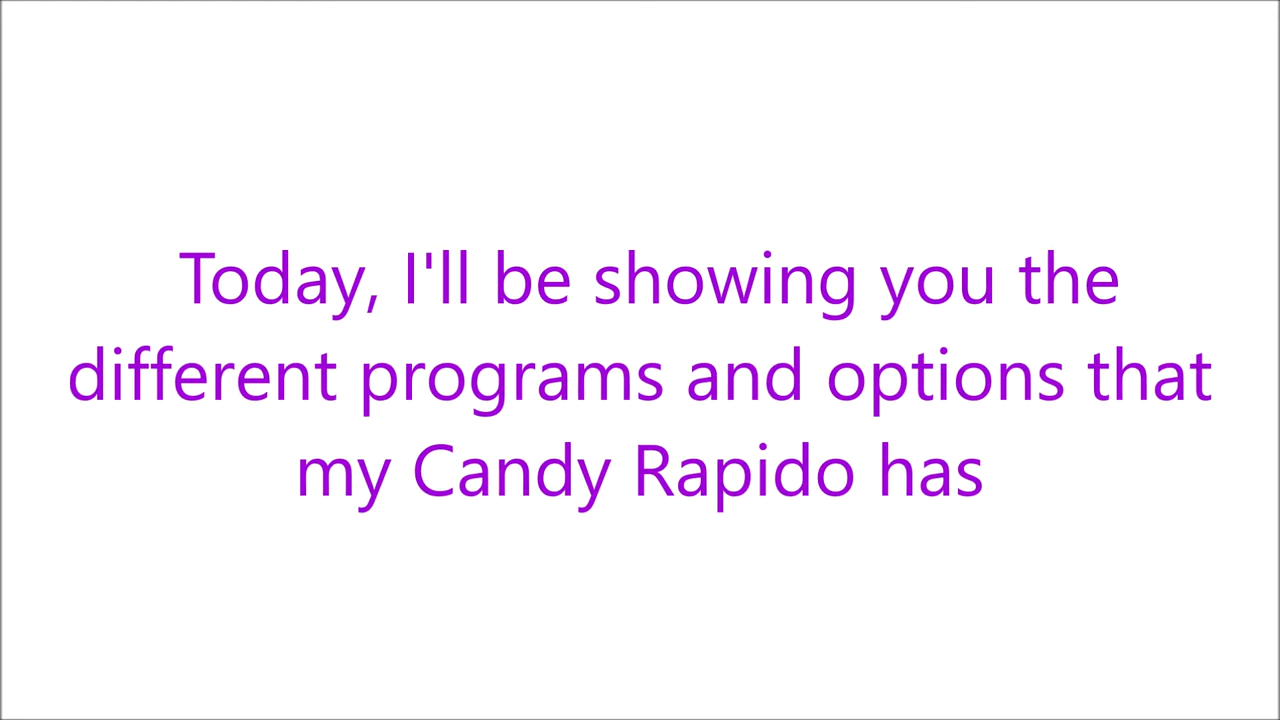 Today, I'll be showing you the
different programs and options that
my Candy Rapido has